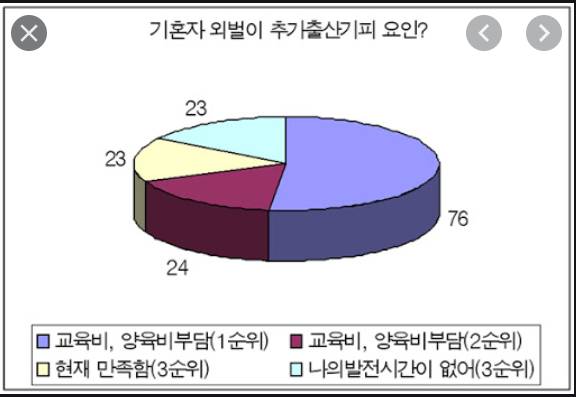 기혼자 외벌이 추가출산기피 요인?
23
23
76
24
교육비, 양육비부담(1순위) 교육비, 양육비부담(2순위)
현재 만족함(3순위) 나의발전시간이 없어(3순위)